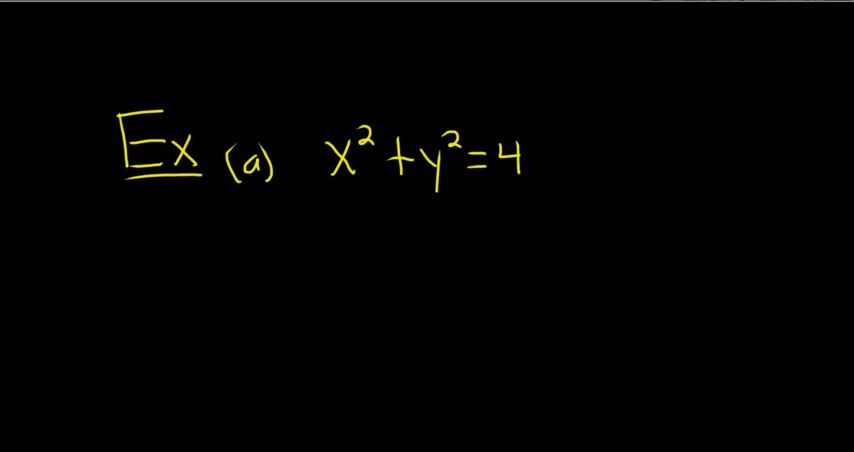 Ex (a) x² + y² = 4